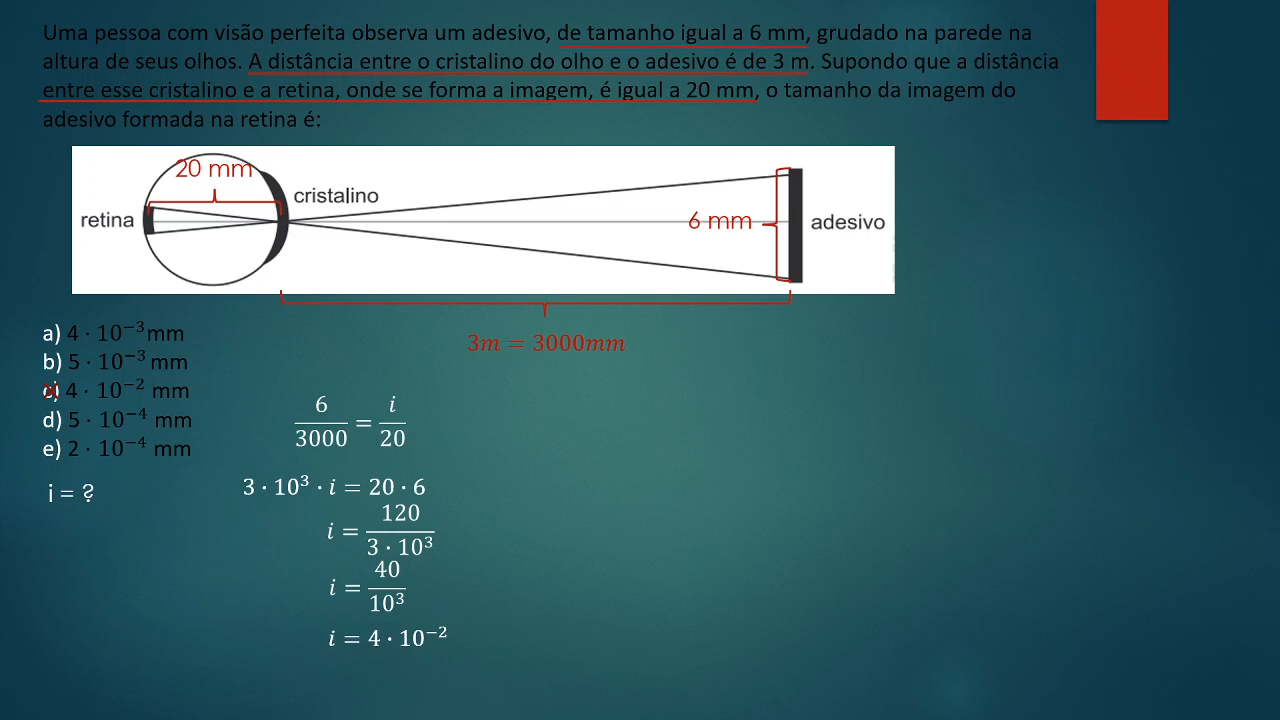 Uma pessoa com visão perfeita observa um adesivo, de tamanho igual a 6 mm, grudado na parede na
altura de seus olhos. A distância entre o cristalino do olho e o adesivo é de 3 m. Supondo que a distância
entre esse cristalino e a retina, onde se forma a imagem, é igual a 20 mm, o tamanho da imagem do
adesivo formada na retina é:
20 mm
cristalino
retina
6 mm
adesivo
3m = 3000mm
a) 4 · 10⁻³ mm
b) 5 · 10⁻³ mm
c) 4 · 10⁻² mm
d) 5 · 10⁻⁴ mm
e) 2 · 10⁻⁴ mm
i = ?
6/3000 = i/20
3 · 10³ · i = 20 · 6
i = 120/(3 · 10³)
i = 40/10³
i = 4 · 10⁻²